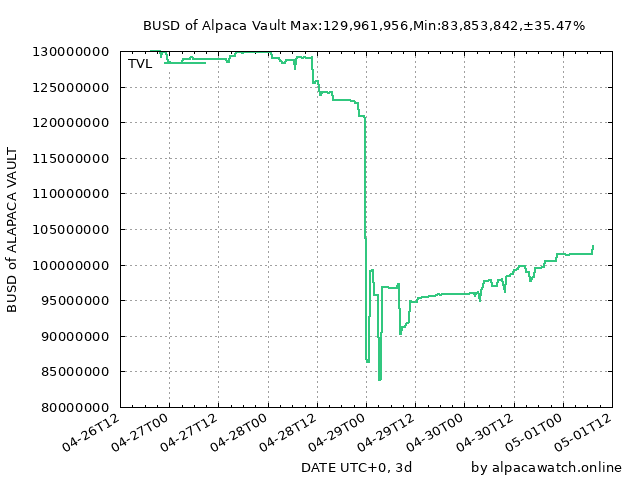 BUSD of Alpaca Vault Max:129,961,956,Min:83,853,842,±35.47%
130000000
TVL
125000000
120000000
115000000
110000000
105000000
100000000
95000000
90000000
85000000
80000000
BUSD of ALAPACA VAULT
04-26T12
04-27T00
04-27T12
04-28T00
04-28T12
04-29T00
04-29T12
04-30T00
04-30T12
05-01T00
05-01T12
DATE UTC+0, 3d
by alpacawatch.online